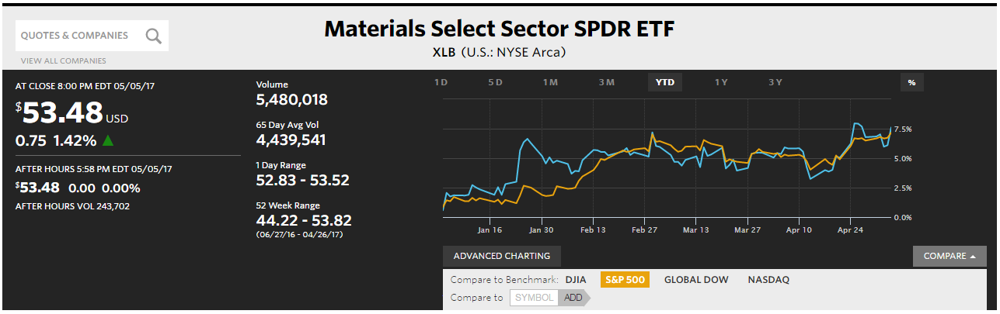 Materials Select Sector SPDR ETF
XLB (U.S.: NYSE Arca)
QUOTES & COMPANIES
VIEW ALL COMPANIES
AT CLOSE 8:00 PM EDT 05/05/17
$53.48 USD
0.75 1.42%
AFTER HOURS 5:58 PM EDT 05/05/17
$53.48 0.00 0.00%
AFTER HOURS VOL 243,702
Volume
5,480,018
65 Day Avg Vol
4,439,541
1 Day Range
52.83 - 53.52
52 Week Range
44.22 - 53.82
(06/27/16 - 04/26/17)
1 D 5 D 1 M 3 M YTD 1 Y 3 Y %
7.5%
5.0%
2.5%
0.0%
Jan 16 Jan 30 Feb 13 Feb 27 Mar 13 Mar 27 Apr 10 Apr 24
ADVANCED CHARTING COMPARE
Compare to Benchmark: DJIA S&P 500 GLOBAL DOW NASDAQ
Compare to SYMBOL ADD